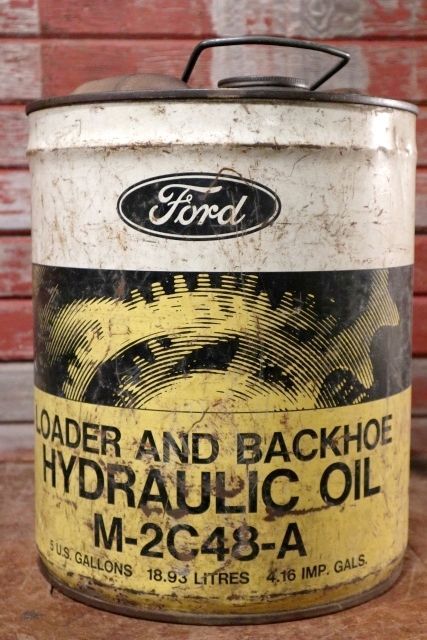 Ford
LOADER AND BACKHOE
HYDRAULIC OIL
M-2C48-A
5 U.S. GALLONS 18.93 LITRES 4.16 IMP. GALS.